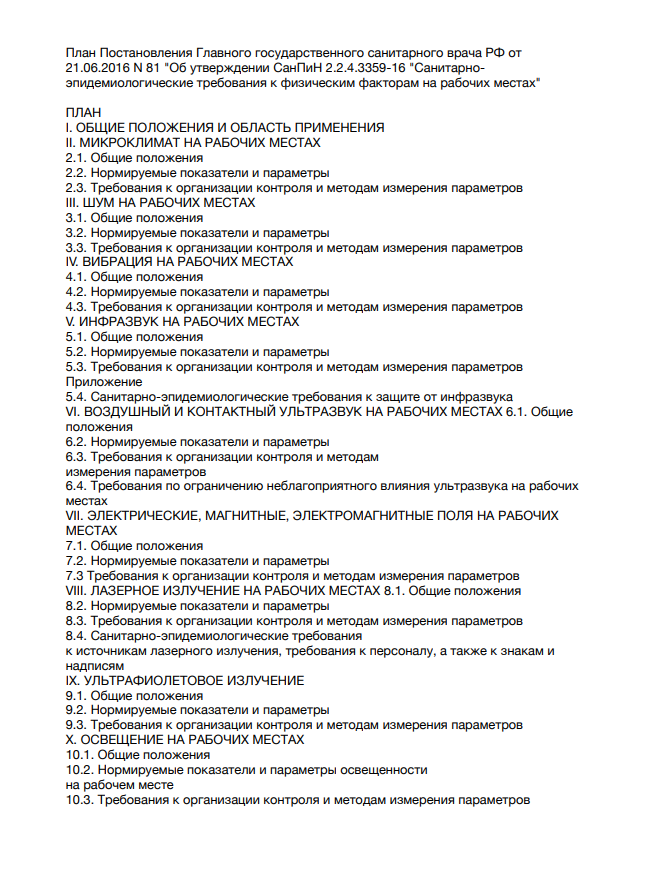 План Постановления Главного государственного санитарного врача РФ от
21.06.2016 N 81 "Об утверждении СанПиН 2.2.4.3359-16 "Санитарно-
эпидемиологические требования к физическим факторам на рабочих местах"
ПЛАН
I. ОБЩИЕ ПОЛОЖЕНИЯ И ОБЛАСТЬ ПРИМЕНЕНИЯ
II. МИКРОКЛИМАТ НА РАБОЧИХ МЕСТАХ
2.1. Общие положения
2.2. Нормируемые показатели и параметры
2.3. Требования к организации контроля и методам измерения параметров
III. ШУМ НА РАБОЧИХ МЕСТАХ
3.1. Общие положения
3.2. Нормируемые показатели и параметры
3.3. Требования к организации контроля и методам измерения параметров
IV. ВИБРАЦИЯ НА РАБОЧИХ МЕСТАХ
4.1. Общие положения
4.2. Нормируемые показатели и параметры
4.3. Требования к организации контроля и методам измерения параметров
V. ИНФРАЗВУК НА РАБОЧИХ МЕСТАХ
5.1. Общие положения
5.2. Нормируемые показатели и параметры
5.3. Требования к организации контроля и методам измерения параметров
Приложение
5.4. Санитарно-эпидемиологические требования к защите от инфразвука
VI. ВОЗДУШНЫЙ И КОНТАКТНЫЙ УЛЬТРАЗВУК НА РАБОЧИХ МЕСТАХ 6.1. Общие
положения
6.2. Нормируемые показатели и параметры
6.3. Требования к организации контроля и методам
измерения параметров
6.4. Требования по ограничению неблагоприятного влияния ультразвука на рабочих
местах
VII. ЭЛЕКТРИЧЕСКИЕ, МАГНИТНЫЕ, ЭЛЕКТРОМАГНИТНЫЕ ПОЛЯ НА РАБОЧИХ
МЕСТАХ
7.1. Общие положения
7.2. Нормируемые показатели и параметры
7.3 Требования к организации контроля и методам измерения параметров
VIII. ЛАЗЕРНОЕ ИЗЛУЧЕНИЕ НА РАБОЧИХ МЕСТАХ 8.1. Общие положения
8.2. Нормируемые показатели и параметры
8.3. Требования к организации контроля и методам измерения параметров
8.4. Санитарно-эпидемиологические требования
к источникам лазерного излучения, требования к персоналу, а также к знакам и
надписям
IX. УЛЬТРАФИОЛЕТОВОЕ ИЗЛУЧЕНИЕ
9.1. Общие положения
9.2. Нормируемые показатели и параметры
9.3. Требования к организации контроля и методам измерения параметров
X. ОСВЕЩЕНИЕ НА РАБОЧИХ МЕСТАХ
10.1. Общие положения
10.2. Нормируемые показатели и параметры освещенности
на рабочем месте
10.3. Требования к организации контроля и методам измерения параметров